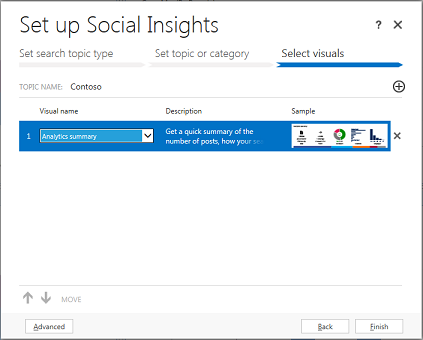 Set up Social Insights
?
Set search topic type Set topic or category Select visuals
TOPIC NAME: Contoso
Visual name Description Sample
1 Analytics summary Get a quick summary of the
number of posts, how your
MOVE
Advanced Back Finish